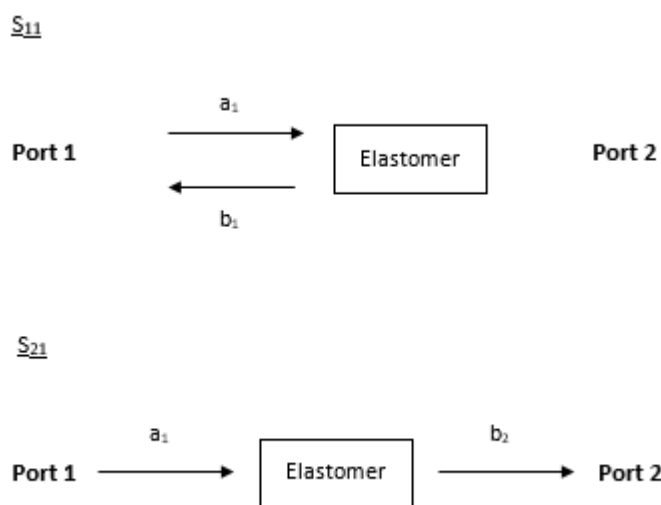 S₁₁
a₁
Port 1 Elastomer Port 2
b₁
S₂₁
a₁ b₂
Port 1 Elastomer Port 2